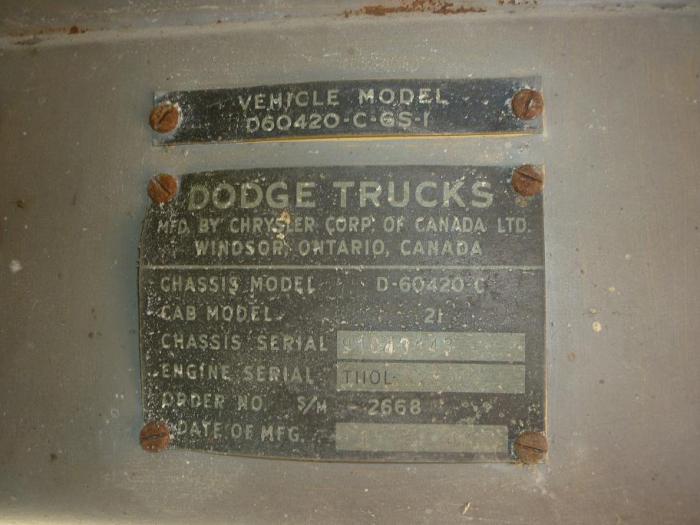 VEHICLE MODEL
D60420-C-GS-1
DODGE TRUCKS
MFD. BY CHRYSLER CORP. OF CANADA LTD.
WINDSOR, ONTARIO, CANADA
CHASSIS MODEL D-60420-C
CAB MODEL 21
CHASSIS SERIAL
ENGINE SERIAL T110L-
ORDER NO. S/M - 2668
DATE OF MFG.